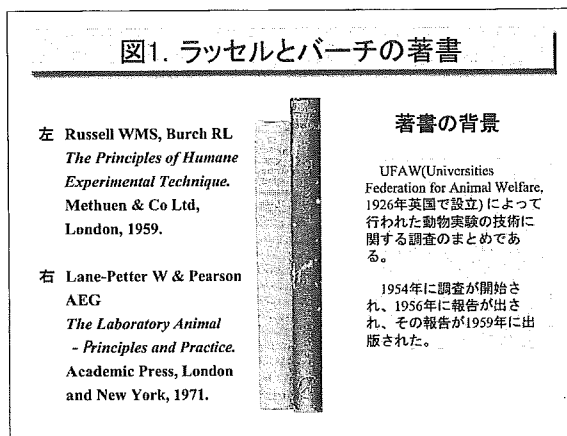 図1. ラッセルとバーチの著書
左 Russell WMS, Burch RL
The Principles of Humane
Experimental Technique.
Methuen & Co Ltd,
London, 1959.
右 Lane-Petter W & Pearson
AEG
The Laboratory Animal
- Principles and Practice.
Academic Press, London
and New York, 1971.
著書の背景
UFAW(Universities
Federation for Animal Welfare,
1926年英国で設立) によって
行われた動物実験の技術に
関する調査のまとめであ
る。
1954年に調査が開始さ
れ、1956年に報告が出さ
れ、その報告が1959年に出
版された。